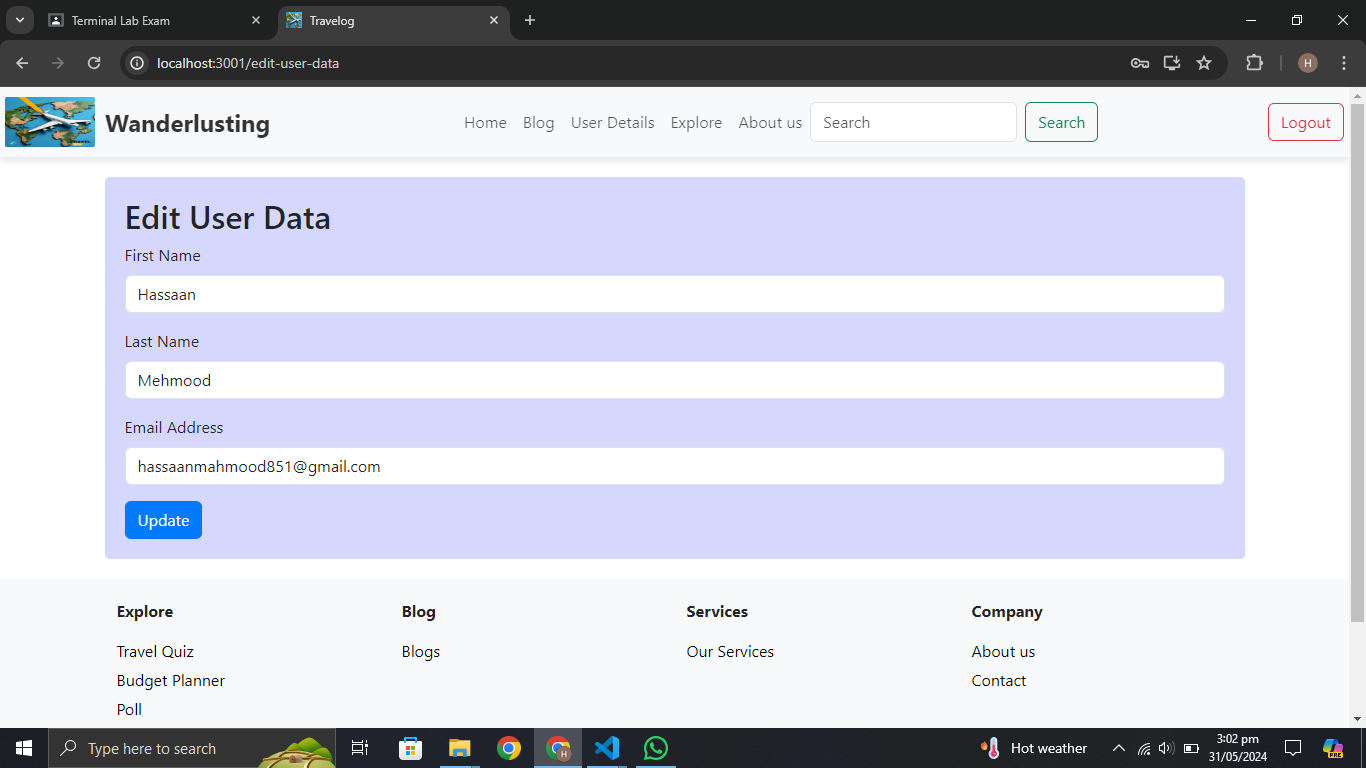 Terminal Lab Exam
Travelog
localhost:3001/edit-user-data
H
Wanderlusting
Home Blog User Details Explore About us Search Search Logout
Edit User Data
First Name
Hassaan
Last Name
Mehmood
Email Address
hassaanmahmood851@gmail.com
Update
Explore Blog Services Company
Travel Quiz Blogs Our Services About us
Budget Planner Contact
Poll
Type here to search
H
Hot weather
3:02 pm
31/05/2024
PRE